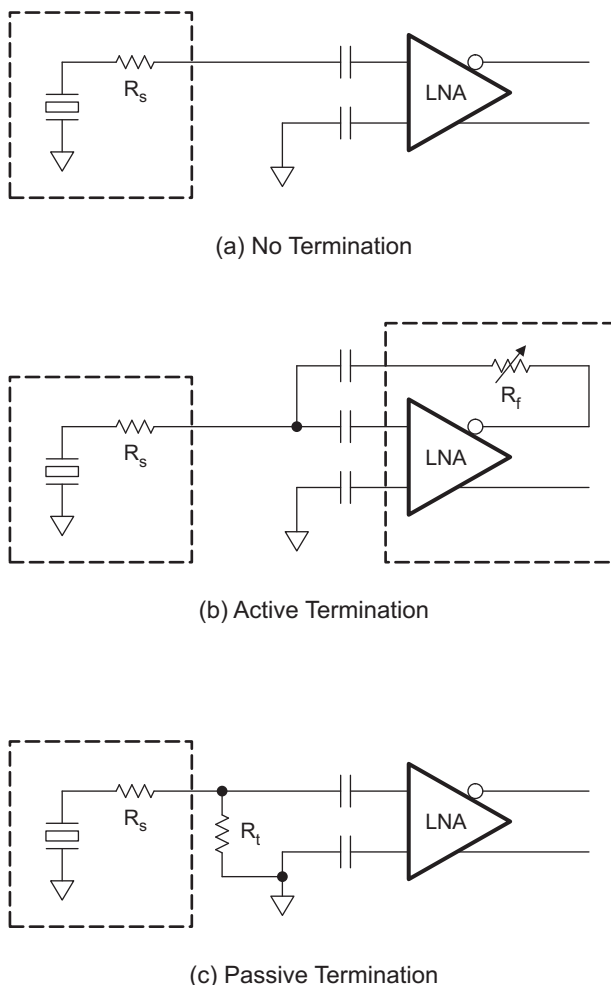 LNA
Rs
(a) No Termination
Rf
Rs
LNA
(b) Active Termination
Rs
Rt
LNA
(c) Passive Termination